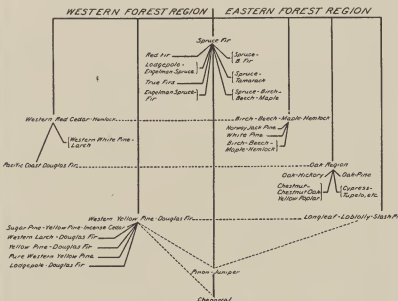 WESTERN FOREST REGION
EASTERN FOREST REGION
Spruce Fir
Red Fir
Lodgepole-
Engelman Spruce
True Firs
Engelman Spruce-
Fir
Spruce-
B. Fir
Spruce-
Tamarack
Spruce-Birch-
Beech-Maple
Western Red Cedar-Hemlock
Western White Pine-
Larch
Birch-Beech-Maple-Hemlock
Norway Jack Pine
White Pine
Birch-Beech-
Maple-Hemlock
Pacific Coast Douglas Fir
Oak Region
Oak-Hickory
Oak-Pine
Chestnut-
Chestnut Oak
Yellow Poplar
Cypress-
Tupelo, etc.
Western Yellow Pine-Douglas Fir
Longleaf-Loblolly-Slash Pi
Sugar Pine-Yellow Pine-Incense Cedar
Western Larch-Douglas Fir
Yellow Pine-Douglas Fir
Pure Western Yellow Pine
Lodgepole-Douglas Fir
Pinon-Juniper
Chaparral